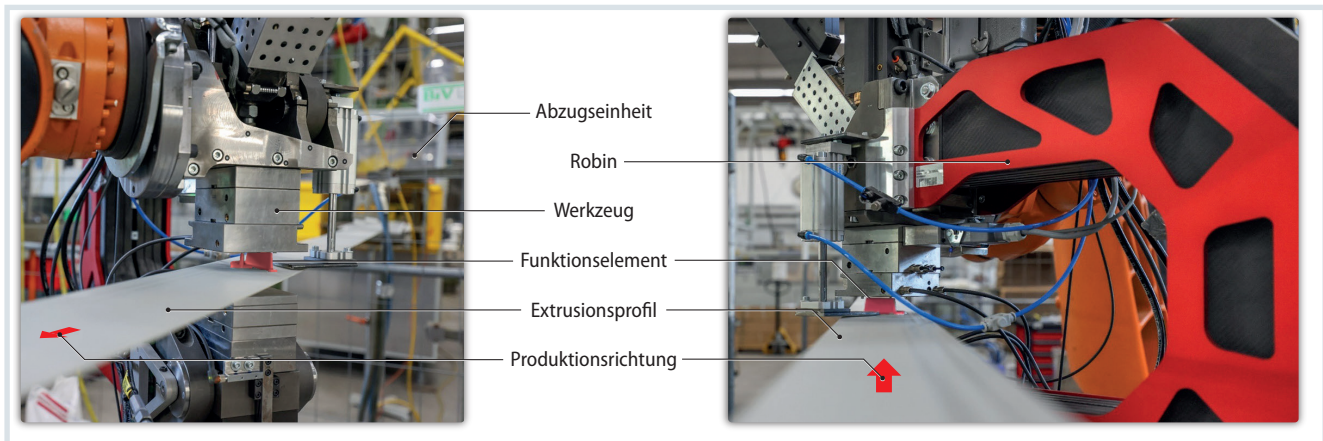 Abzugseinheit
Robin
Werkzeug
Funktionselement
Extrusionsprofil
Produktionsrichtung